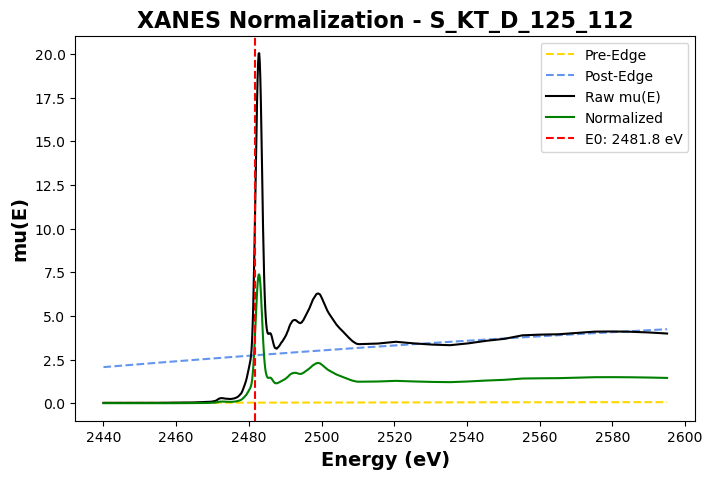 XANES Normalization - S_KT_D_125_112
Pre-Edge
Post-Edge
Raw mu(E)
Normalized
E0: 2481.8 eV
mu(E)
20.0
17.5
15.0
12.5
10.0
7.5
5.0
2.5
0.0
2440 2460 2480 2500 2520 2540 2560 2580 2600
Energy (eV)